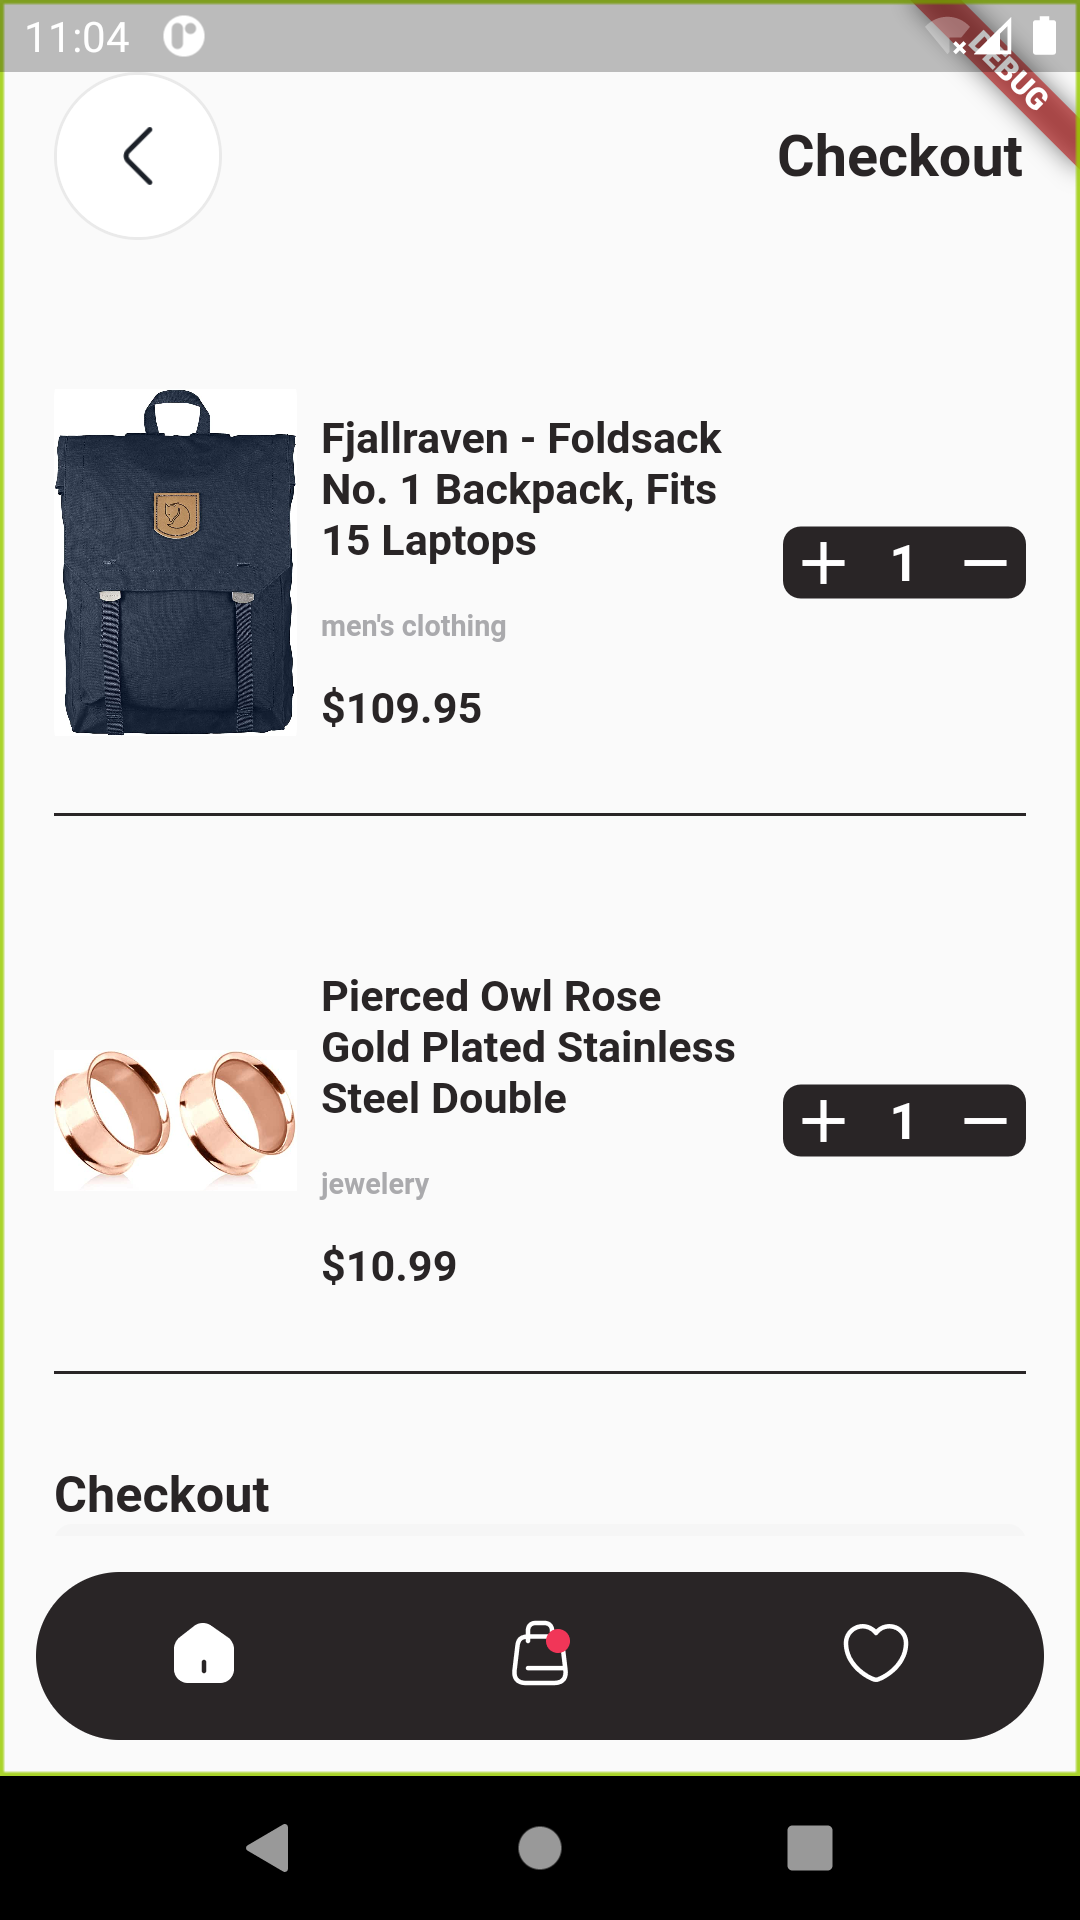 11:04
DEBUG
Checkout
Fjallraven - Foldsack
No. 1 Backpack, Fits
15 Laptops
men's clothing
$109.95
1
Pierced Owl Rose
Gold Plated Stainless
Steel Double
jewelery
$10.99
1
Checkout